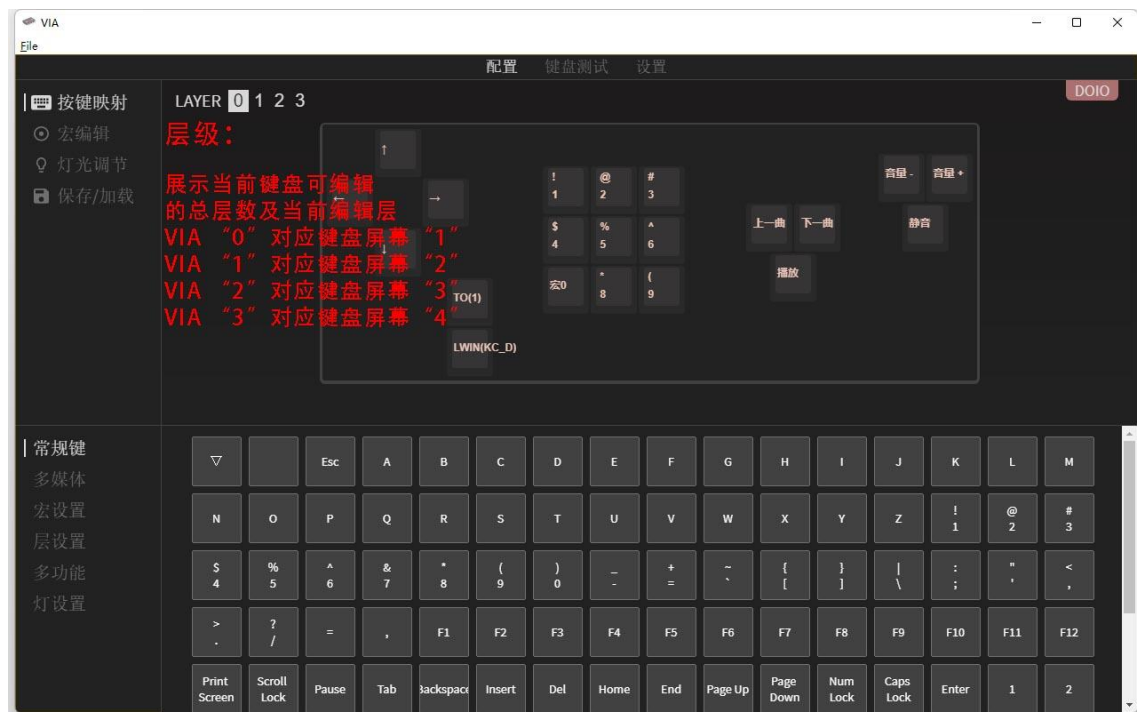 VIA
File
配置 键盘测试 设置
按键映射
宏编辑
灯光调节
保存/加载
LAYER 0 1 2 3
DOIO
层级：
展示当前键盘可编辑
的总层数及当前编辑层
VIA “0” 对应键盘屏幕 “1”
VIA “1” 对应键盘屏幕 “2”
VIA “2” 对应键盘屏幕 “3”
VIA “3” 对应键盘屏幕 “4”
↑
←
→
↓
TO(1)
LWIN(KC_D)
! @ #
1 2 3
$ % ^
4 5 6
宏0
* (
8 9
上一曲 下一曲
播放
音量 - 音量 +
静音
常规键
多媒体
宏设置
层设置
多功能
灯设置
▽ Esc A B C D E F G H I J K L M
N O P Q R S T U V W X Y Z ! @ #
1 2 3
$ % ^ & * ( ) _ + ~ { } | : " <
4 5 6 7 8 9 0 - = ` [ ] \ ; ' ,
> ?
. / = , F1 F2 F3 F4 F5 F6 F7 F8 F9 F10 F11 F12
Print Screen Scroll Lock Pause Tab Backspace Insert Del Home End Page Up Page Down Num Lock Caps Lock Enter 1 2